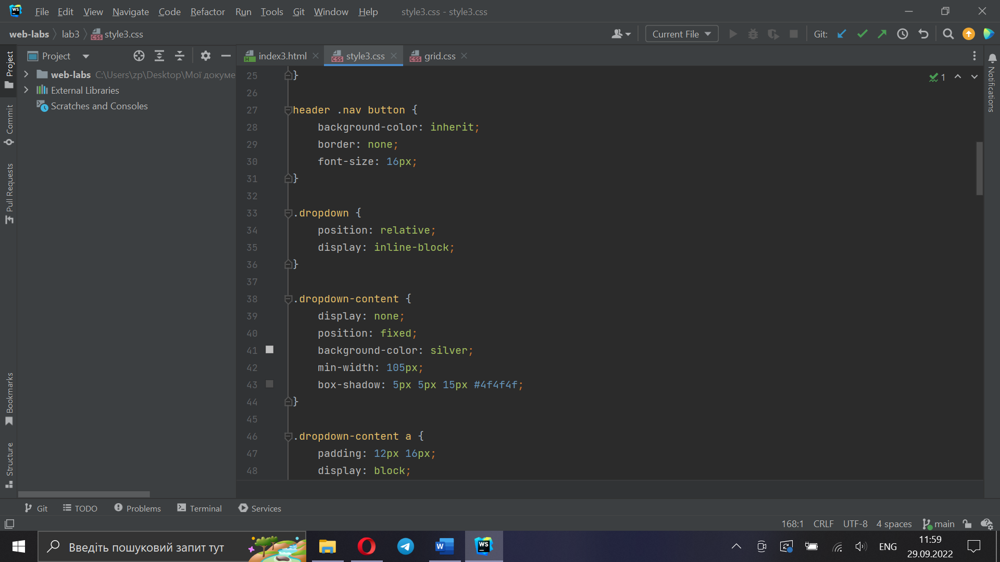 WS File Edit View Navigate Code Refactor Run Tools Git Window Help style3.css - style3.css
web-labs lab3 CSS style3.css Current File Git:
Project
Commit
Pull Requests
Bookmarks
Structure
Project
web-labs C:\Users\zp\Desktop\Мої докуме
External Libraries
Scratches and Consoles
H index3.html CSS style3.css CSS grid.css
1
25 }
26
27 header .nav button {
28 background-color: inherit;
29 border: none;
30 font-size: 16px;
31 }
32
33 .dropdown {
34 position: relative;
35 display: inline-block;
36 }
37
38 .dropdown-content {
39 display: none;
40 position: fixed;
41 background-color: silver;
42 min-width: 105px;
43 box-shadow: 5px 5px 15px #4f4f4f;
44 }
45
46 .dropdown-content a {
47 padding: 12px 16px;
48 display: block;
Notifications
Git TODO Problems Terminal Services
168:1 CRLF UTF-8 4 spaces main
Введіть пошуковий запит тут W WS ENG 11:59
29.09.2022